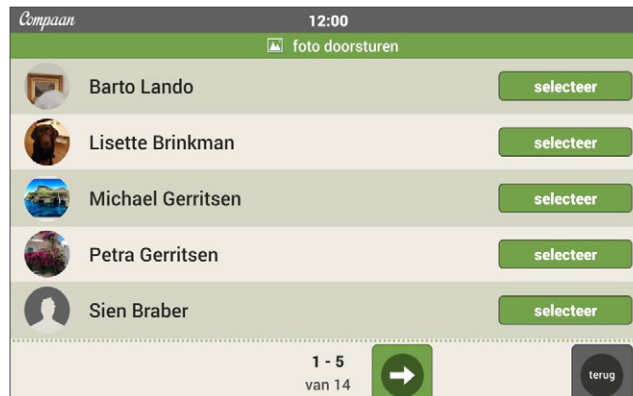 Compaan
12:00
foto doorsturen
Barto Lando
selecteer
Lisette Brinkman
selecteer
Michael Gerritsen
selecteer
Petra Gerritsen
selecteer
Sien Braber
selecteer
1 - 5
van 14
terug